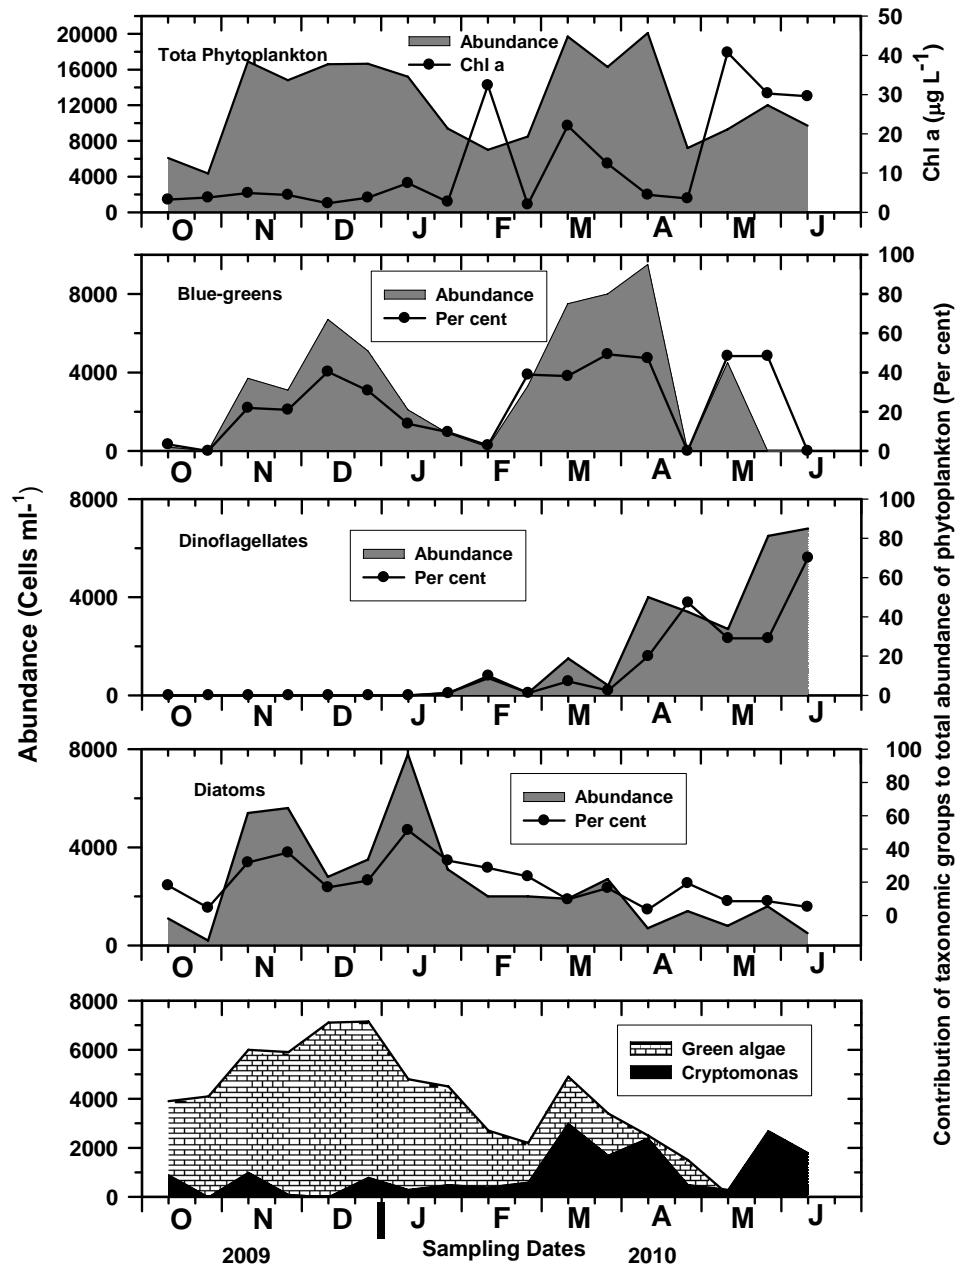 Abundance (Cells ml-1)
Chl a (µg L-1)
Contribution of taxonomic groups to total abundance of phytoplankton (Per cent)
Tota Phytoplankton
Abundance
Chl a
20000
16000
12000
8000
4000
0
50
40
30
20
10
0
O N D J F M A M J
Blue-greens
Abundance
Per cent
8000
4000
0
100
80
60
40
20
0
O N D J F M A M J
Dinoflagellates
Abundance
Per cent
8000
4000
0
100
80
60
40
20
0
O N D J F M A M J
Diatoms
Abundance
Per cent
8000
4000
0
100
80
60
40
20
0
O N D J F M A M J
Green algae
Cryptomonas
8000
6000
4000
2000
0
O N D J F M A M J
2009 Sampling Dates 2010